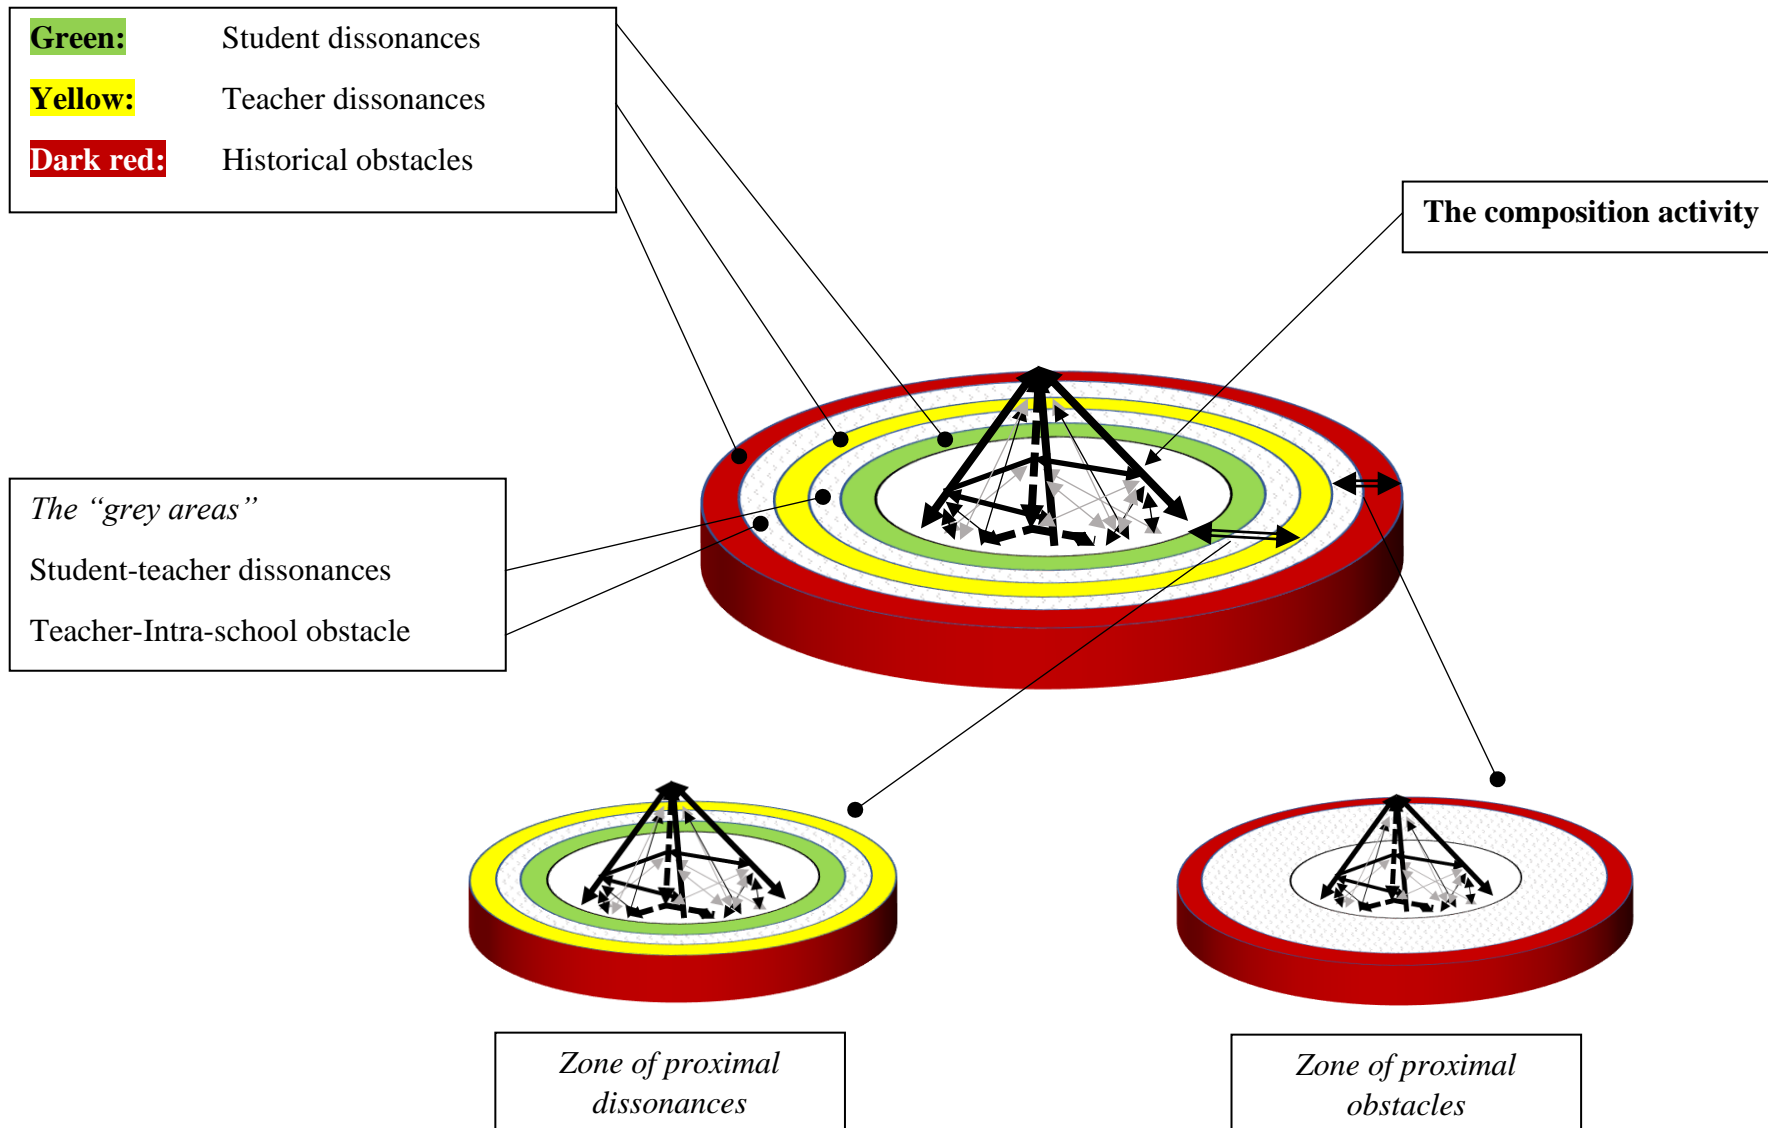 Green: Student dissonances
Yellow: Teacher dissonances
Dark red: Historical obstacles
The composition activity
The “grey areas”
Student-teacher dissonances
Teacher-Intra-school obstacle
Zone of proximal
dissonances
Zone of proximal
obstacles